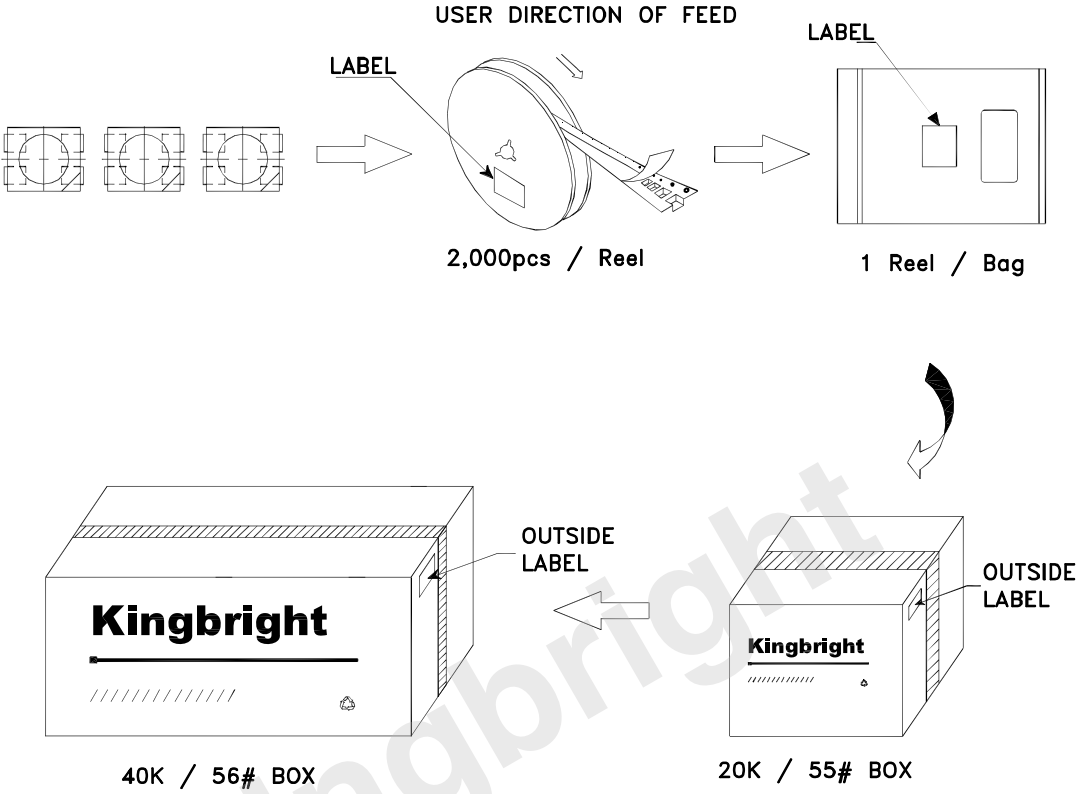 USER DIRECTION OF FEED
LABEL
LABEL
2,000pcs / Reel
1 Reel / Bag
OUTSIDE
LABEL
OUTSIDE
LABEL
Kingbright
Kingbright
40K / 56# BOX
20K / 55# BOX
ingbright